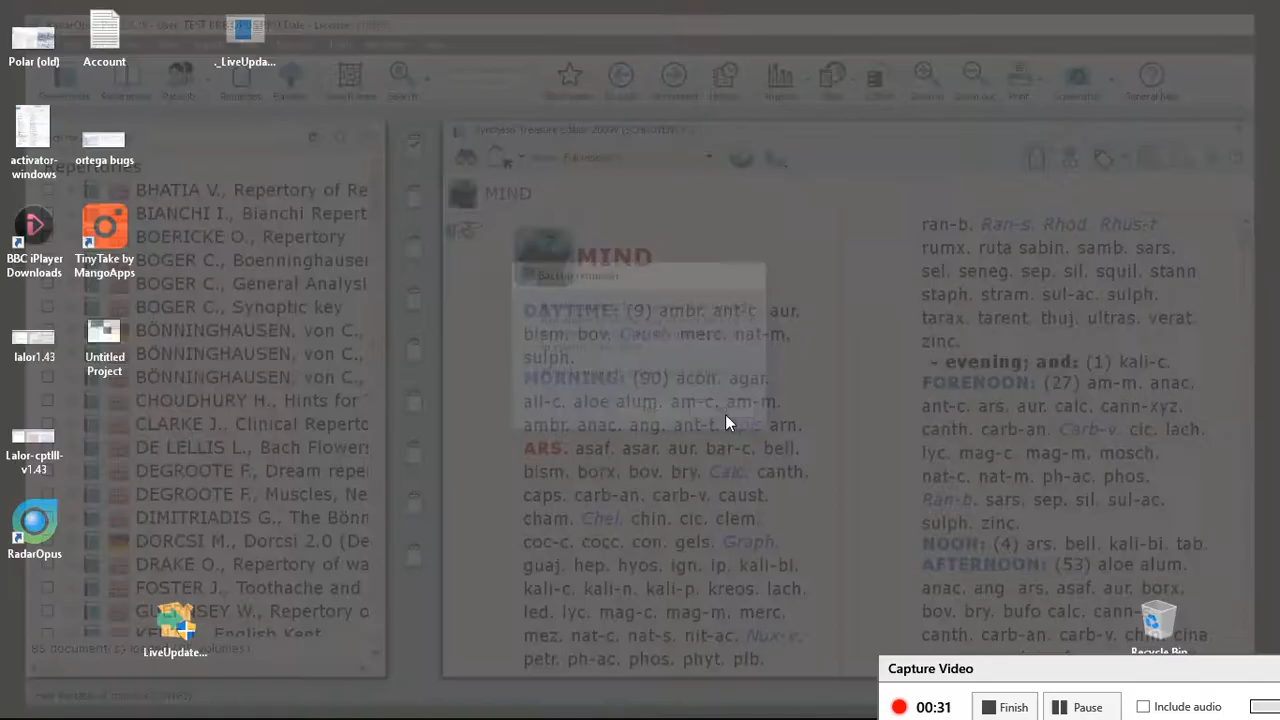 Polar (old)
Account
._LiveUpda...
activator-
windows
ortega bugs
BBC iPlayer
Downloads
TinyTake by
MangoApps
lalor1.43
Untitled
Project
Lalor-cptIII-
v1.43
RadarOpus
LiveUpdate...
Recycle Bin
Repertories
BHATIA V., Repertory of Re
BIANCHI I., Bianchi Repert
BOERICKE O., Repertory
BOGER C., Boenninghause
BOGER C., General Analysi
BOGER C., Synoptic key
BÖNNINGHAUSEN, von C.,
BÖNNINGHAUSEN, von C.,
BÖNNINGHAUSEN, von C.,
CHOUDHURY H., Hints for
CLARKE J., Clinical Reperto
DE LELLIS L., Bach Flowers
DEGROOTE F., Dream repe
DEGROOTE F., Muscles, Ne
DIMITRIADIS G., The Bönn
DORCSI M., Dorcsi 2.0 (De
DRAKE O., Repertory of wa
FOSTER J., Toothache and
GUERNSEY W., Repertory o
MIND
MIND
Backup reminder
DAYTIME: (9) ambr. ant-c. aur.
bism. bov. Caust. merc. nat-m.
sulph.
MORNING: (90) acon. agar.
all-c. aloe alum. am-c. am-m.
ambr. anac. ang. ant-t. arn.
ARS. asaf. asar. aur. bar-c. bell.
bism. borx. bov. bry. Calc. canth.
caps. carb-an. carb-v. caust.
cham. Chel. chin. cic. clem.
coc-c. cocc. con. gels. Graph.
guaj. hep. hyos. ign. ip. kali-bi.
kali-c. kali-n. kali-p. kreos. lach.
led. lyc. mag-c. mag-m. merc.
mez. nat-c. nat-s. nit-ac. Nux-v.
petr. ph-ac. phos. phyt. plb.
ran-b. Ran-s. Rhod. Rhus-t.
rumx. ruta sabin. samb. sars.
sel. seneg. sep. sil. squil. stann.
staph. stram. sul-ac. sulph.
tarax. tarent. thuj. ultras. verat.
zinc.
- evening; and: (1) kali-c.
FORENOON: (27) am-m. anac.
ant-c. ars. aur. calc. cann-xyz.
canth. carb-an. Carb-v. cic. lach.
lyc. mag-c. mag-m. mosch.
nat-c. nat-m. ph-ac. phos.
Ran-b. sars. sep. sil. sul-ac.
sulph. zinc.
NOON: (4) ars. bell. kali-bi. tab.
AFTERNOON: (53) aloe alum.
anac. ang. ars. asaf. aur. borx.
bov. bry. bufo calc. cann-
canth. carb-an. carb-v. cina
Capture Video
00:31
Finish
Pause
Include audio